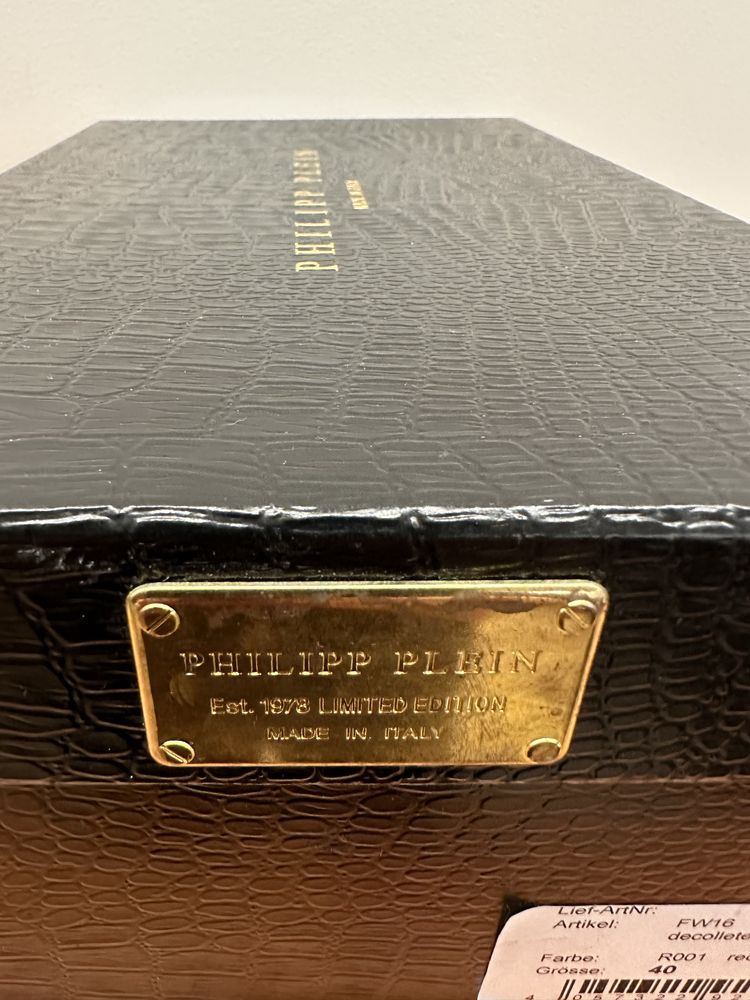 PHILIPP PLEIN
PHILIPP PLEIN
Est. 1978 LIMITED EDITION
MADE IN ITALY
Lief-ArtNr:
Artikel: FW16
decollete
Farbe: R001 red
Grösse: 40